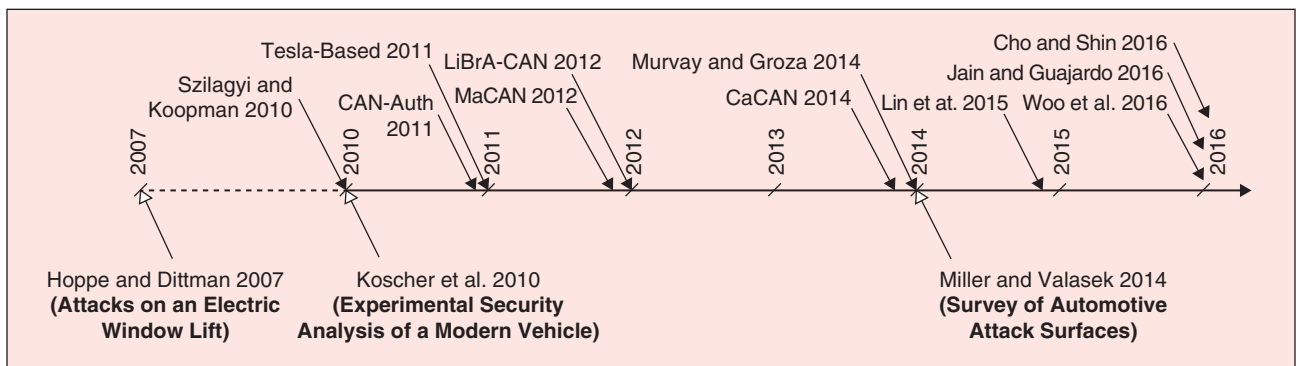 Cho and Shin 2016
Tesla-Based 2011
LiBrA-CAN 2012
Murvay and Groza 2014
Jain and Guajardo 2016
Szilagyi and
Koopman 2010
CAN-Auth
2011
MaCAN 2012
CaCAN 2014
Lin et at. 2015
Woo et al. 2016
2007
2010
2011
2012
2013
2014
2015
2016
Hoppe and Dittman 2007
(Attacks on an Electric
Window Lift)
Koscher et al. 2010
(Experimental Security
Analysis of a Modern Vehicle)
Miller and Valasek 2014
(Survey of Automotive
Attack Surfaces)